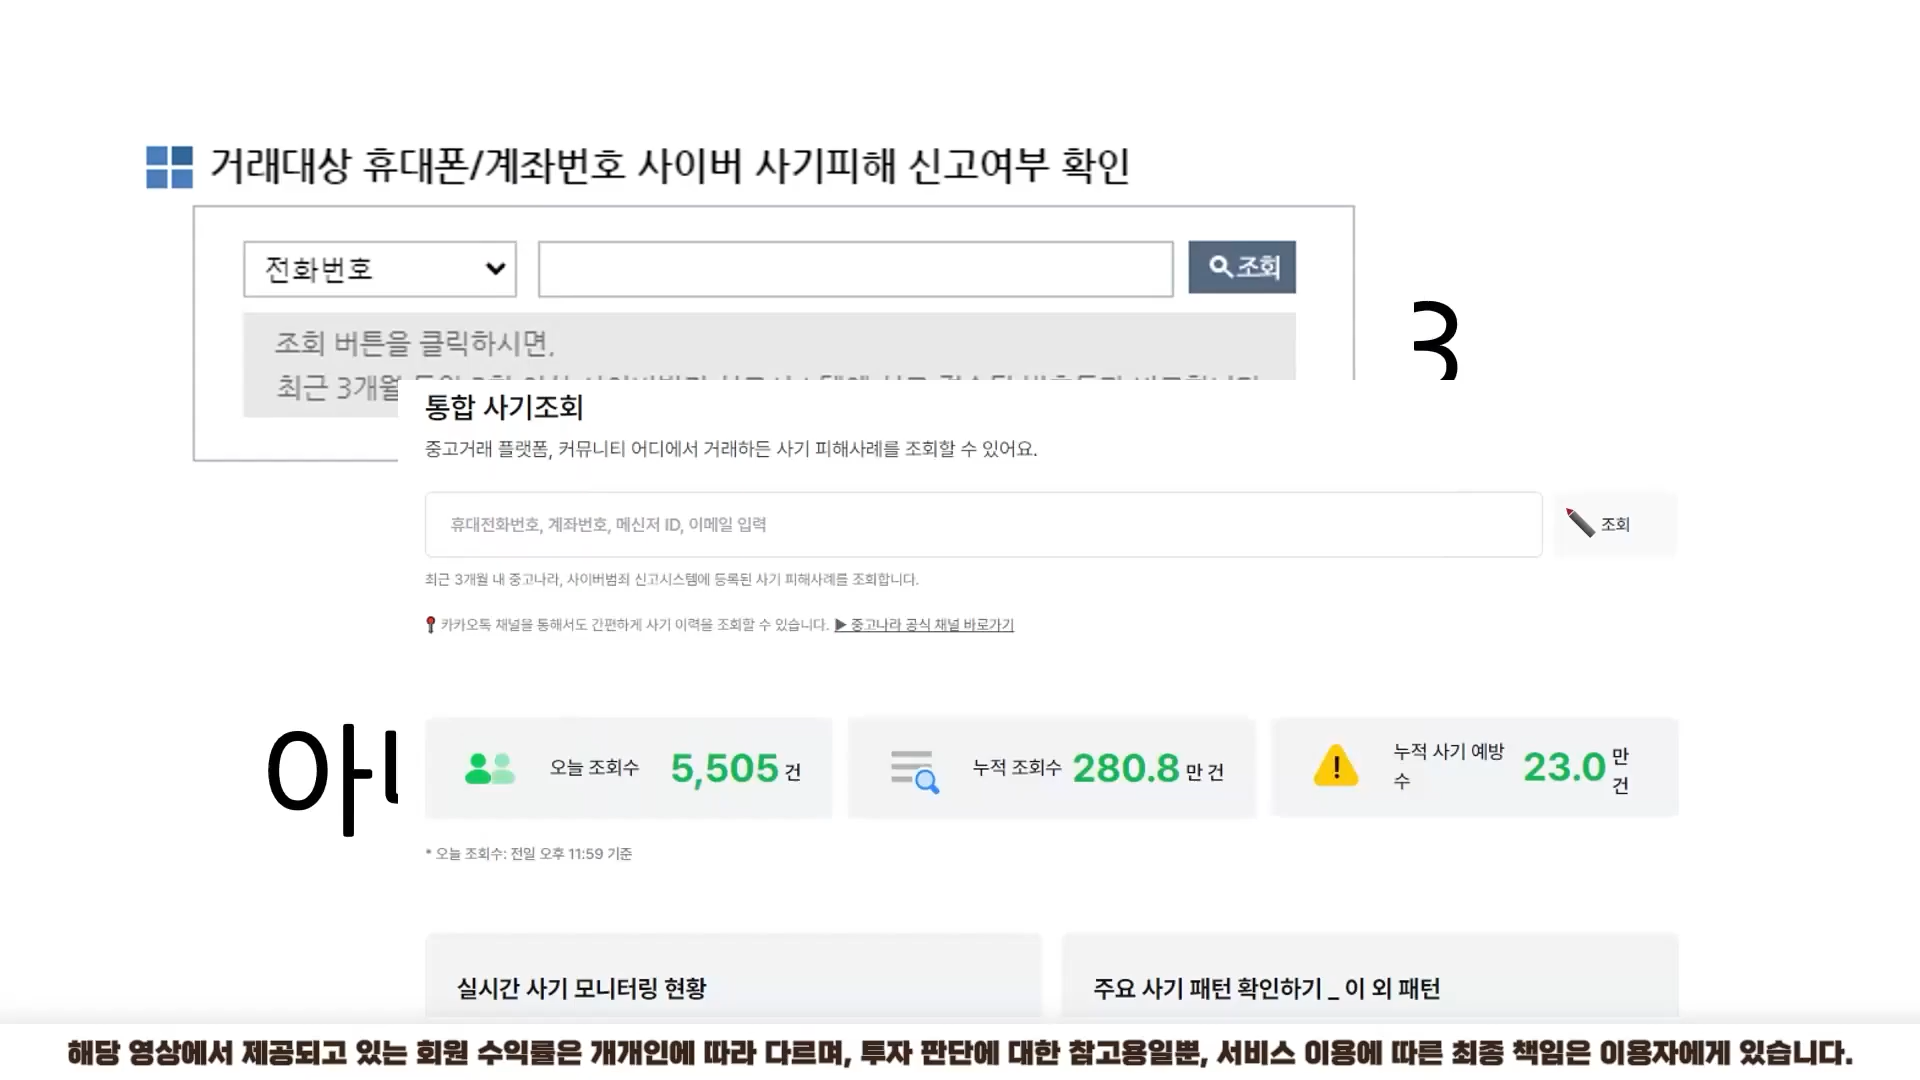 거래대상 휴대폰/계좌번호 사이버 사기피해 신고여부 확인
전화번호
조회
3
조회 버튼을 클릭하시면,
최근 3개월
통합 사기조회
중고거래 플랫폼, 커뮤니티 어디에서 거래하든 사기 피해사례를 조회할 수 있어요.
휴대전화번호, 계좌번호, 메신저 ID, 이메일 입력
조회
최근 3개월 내 중고나라, 사이버범죄 신고시스템에 등록된 사기 피해사례를 조회합니다.
카카오톡 채널을 통해서도 간편하게 사기 이력을 조회할 수 있습니다. ▶ 중고나라 공식 채널 바로가기
오늘 조회수 5,505 건
누적 조회수 280.8 만 건
누적 사기 예방수 23.0 만건
* 오늘 조회수: 전일 오후 11:59 기준
실시간 사기 모니터링 현황
주요 사기 패턴 확인하기 _ 이 외 패턴
해당 영상에서 제공되고 있는 회원 수익률은 개개인에 따라 다르며, 투자 판단에 대한 참고용일뿐, 서비스 이용에 따른 최종 책임은 이용자에게 있습니다.